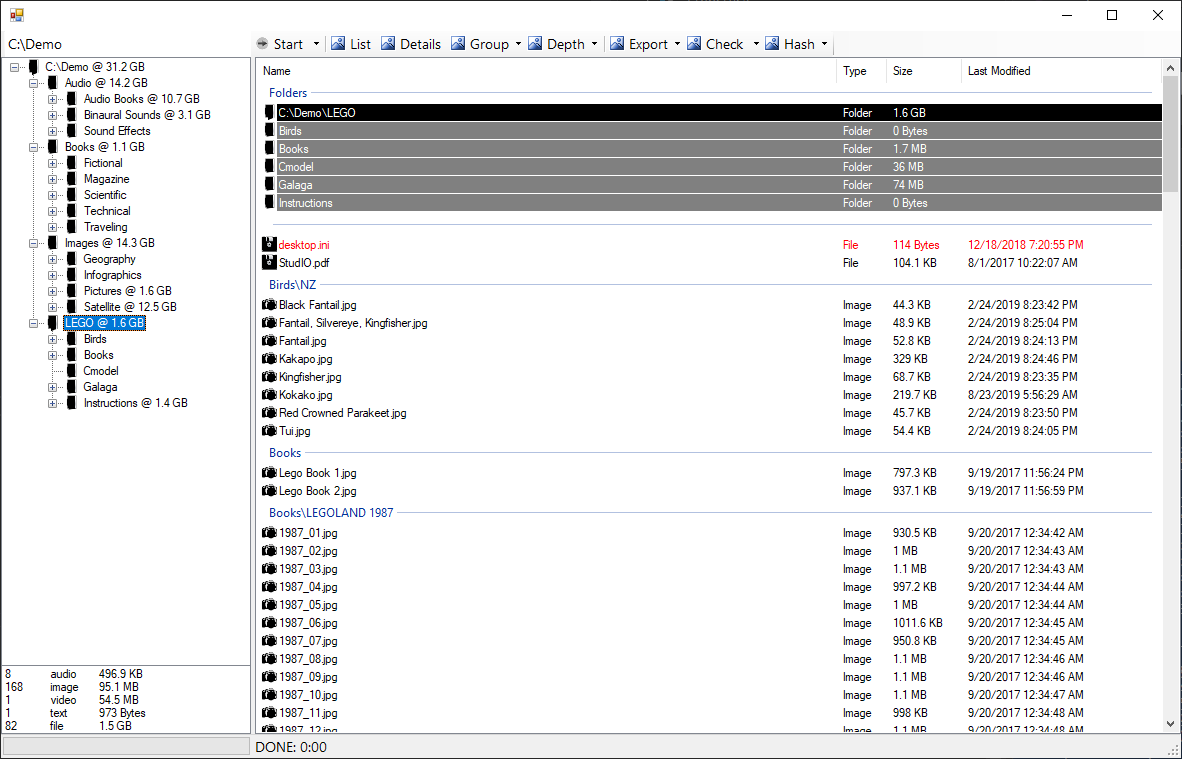 C:\Demo
Start List Details Group Depth Export Check Hash
C:\Demo @ 31.2 GB
Audio @ 14.2 GB
Audio Books @ 10.7 GB
Binaural Sounds @ 3.1 GB
Sound Effects
Books @ 1.1 GB
Fictional
Magazine
Scientific
Technical
Traveling
Images @ 14.3 GB
Geography
Infographics
Pictures @ 1.6 GB
Satellite @ 12.5 GB
LEGO @ 1.6 GB
Birds
Books
Cmodel
Galaga
Instructions @ 1.4 GB
8 audio 496.9 KB
168 image 95.1 MB
1 video 54.5 MB
1 text 973 Bytes
82 file 1.5 GB
Name Type Size Last Modified
Folders
C:\Demo\LEGO Folder 1.6 GB
Birds Folder 0 Bytes
Books Folder 1.7 MB
Cmodel Folder 36 MB
Galaga Folder 74 MB
Instructions Folder 0 Bytes
desktop.ini File 114 Bytes 12/18/2018 7:20:55 PM
StudIO.pdf File 104.1 KB 8/1/2017 10:22:07 AM
Birds\NZ
Black Fantail.jpg Image 44.3 KB 2/24/2019 8:23:42 PM
Fantail, Silvereye, Kingfisher.jpg Image 48.9 KB 2/24/2019 8:25:04 PM
Fantail.jpg Image 52.8 KB 2/24/2019 8:24:13 PM
Kakapo.jpg Image 329 KB 2/24/2019 8:24:46 PM
Kingfisher.jpg Image 68.7 KB 2/24/2019 8:23:35 PM
Kokako.jpg Image 219.7 KB 8/23/2019 5:56:29 AM
Red Crowned Parakeet.jpg Image 45.7 KB 2/24/2019 8:23:50 PM
Tui.jpg Image 54.4 KB 2/24/2019 8:24:05 PM
Books
Lego Book 1.jpg Image 797.3 KB 9/19/2017 11:56:24 PM
Lego Book 2.jpg Image 937.1 KB 9/19/2017 11:56:59 PM
Books\LEGOLAND 1987
1987_01.jpg Image 930.5 KB 9/20/2017 12:34:42 AM
1987_02.jpg Image 1 MB 9/20/2017 12:34:43 AM
1987_03.jpg Image 1.1 MB 9/20/2017 12:34:43 AM
1987_04.jpg Image 997.2 KB 9/20/2017 12:34:44 AM
1987_05.jpg Image 1 MB 9/20/2017 12:34:44 AM
1987_06.jpg Image 1011.6 KB 9/20/2017 12:34:45 AM
1987_07.jpg Image 950.8 KB 9/20/2017 12:34:45 AM
1987_08.jpg Image 1.1 MB 9/20/2017 12:34:46 AM
1987_09.jpg Image 1.1 MB 9/20/2017 12:34:46 AM
1987_10.jpg Image 1.1 MB 9/20/2017 12:34:47 AM
1987_11.jpg Image 998 KB 9/20/2017 12:34:48 AM
1987_12.jpg Image 1.1 MB 9/20/2017 12:34:48 AM
DONE: 0:00